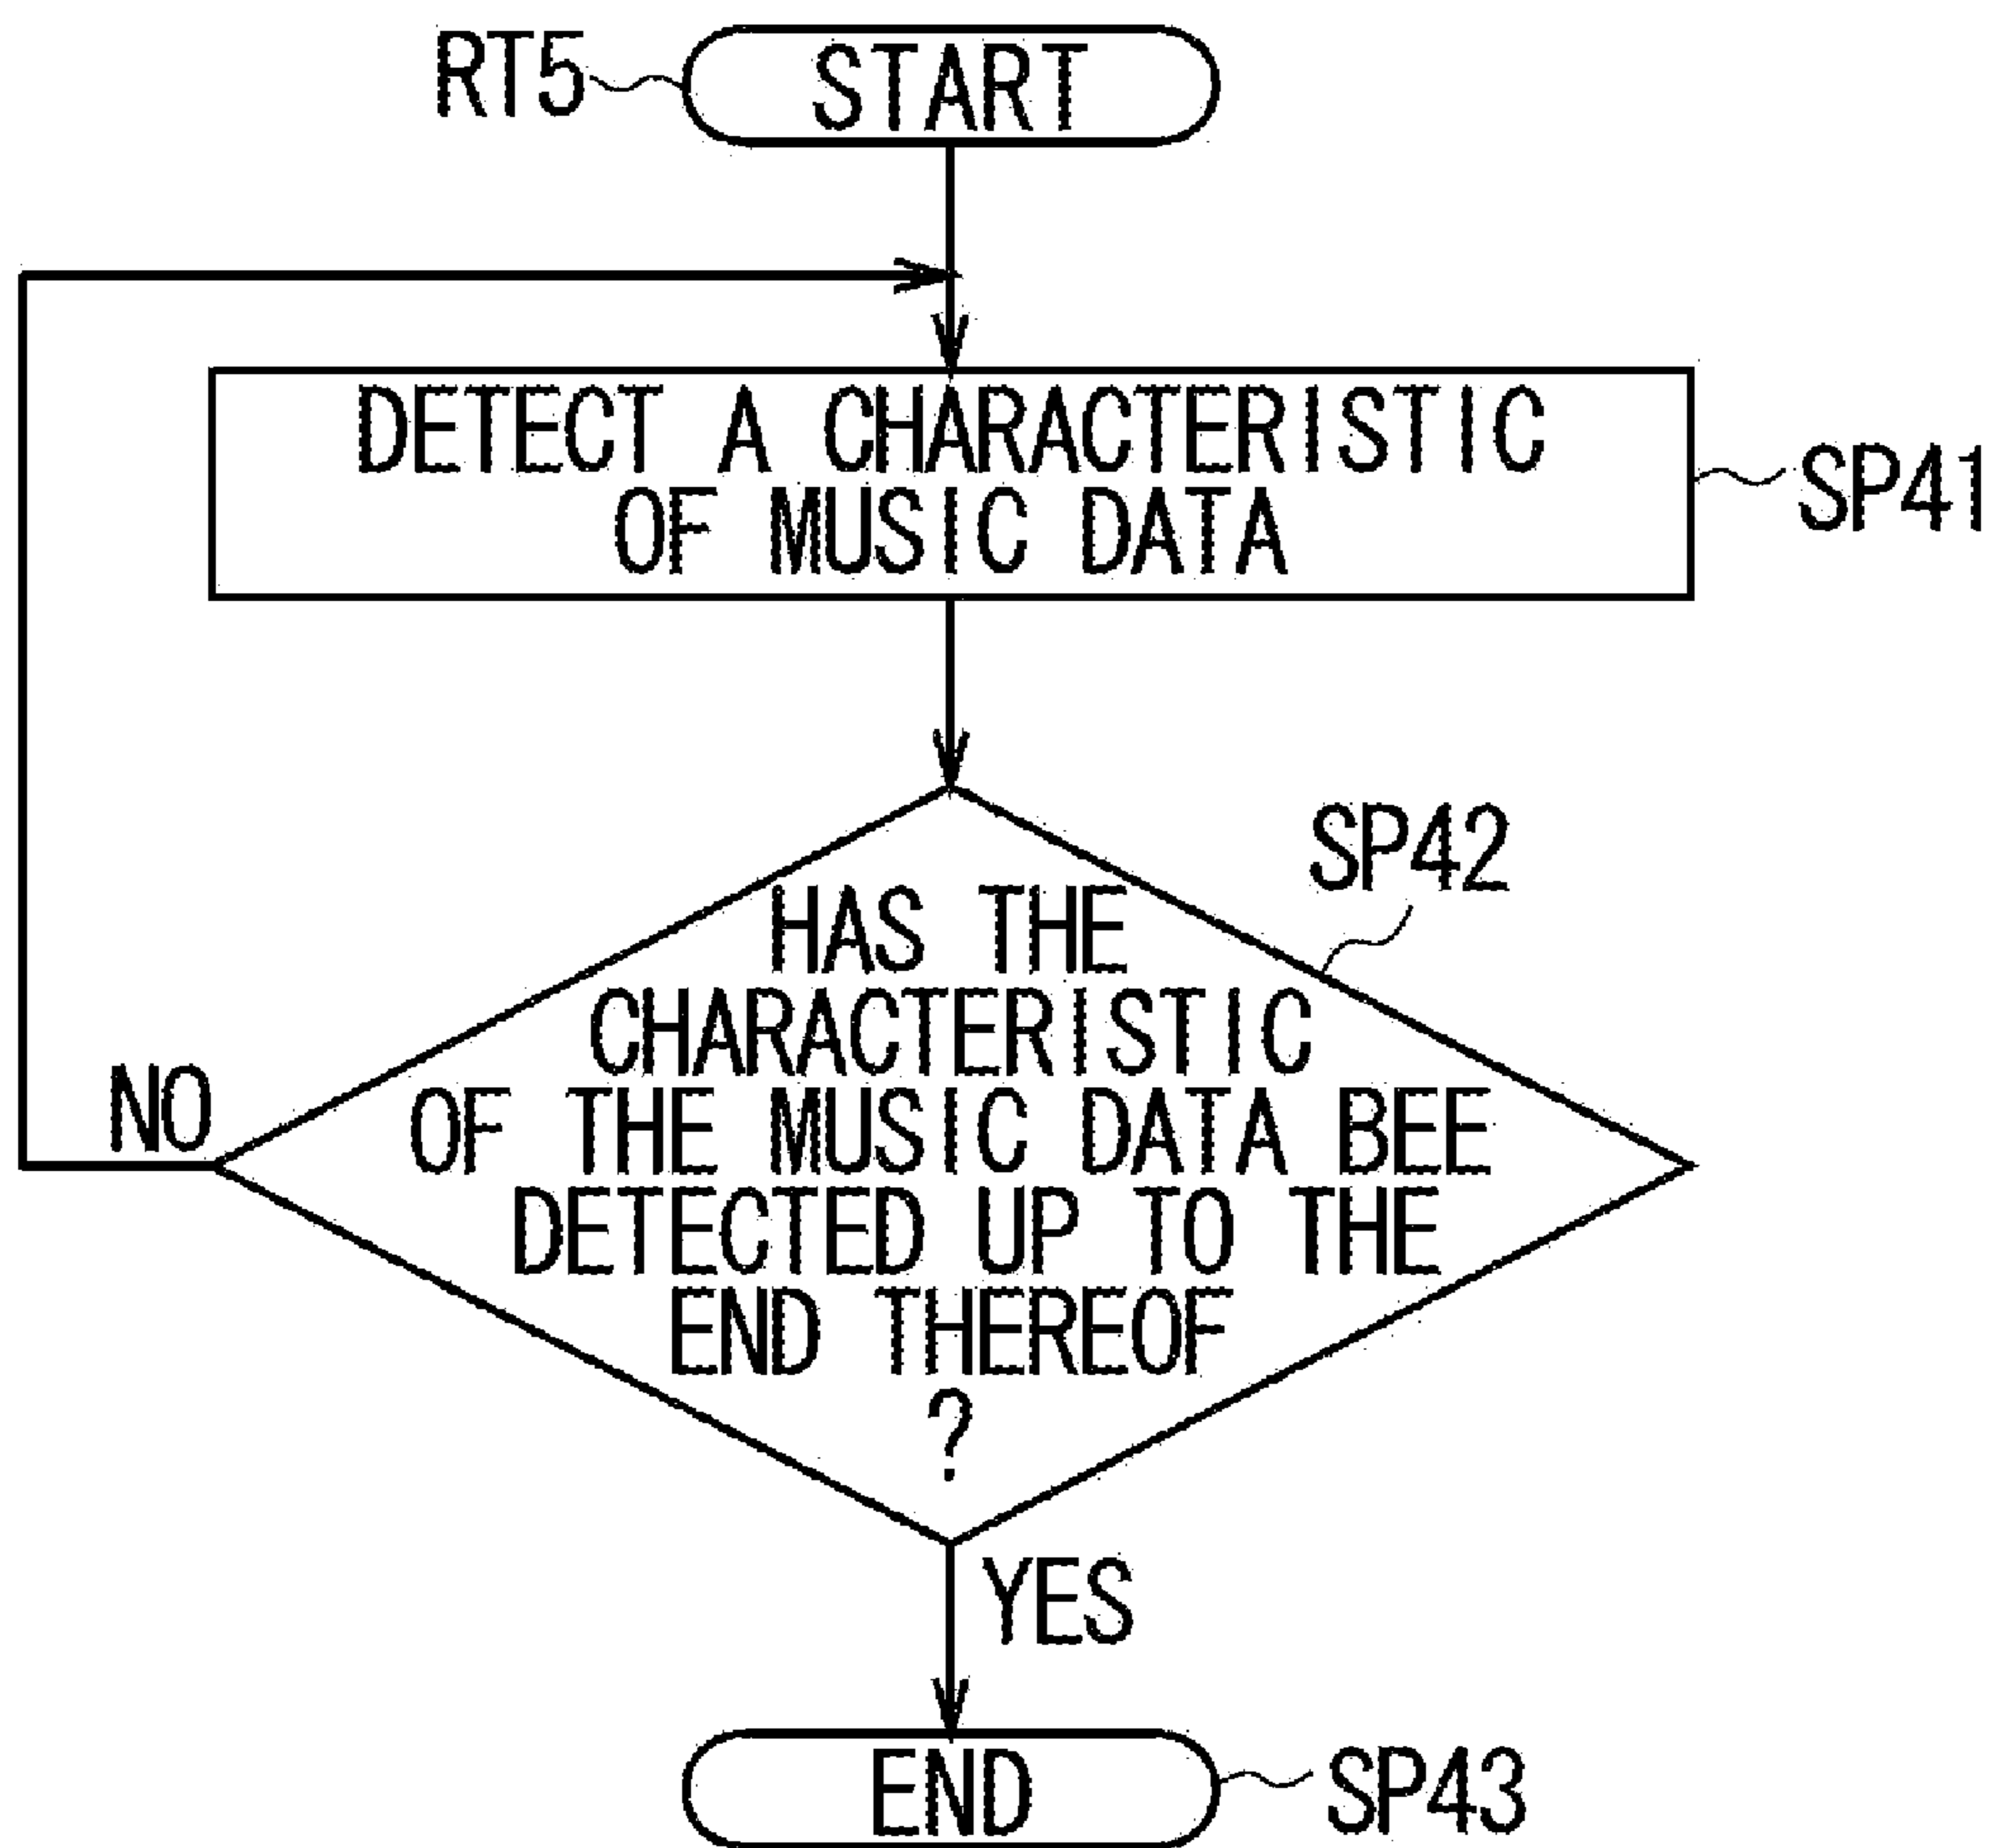 RT5
START
DETECT A CHARACTERISTIC
OF MUSIC DATA
SP41
SP42
HAS THE
CHARACTERISTIC
OF THE MUSIC DATA BEE
DETECTED UP TO THE
END THEREOF
?
NO
YES
END
SP43